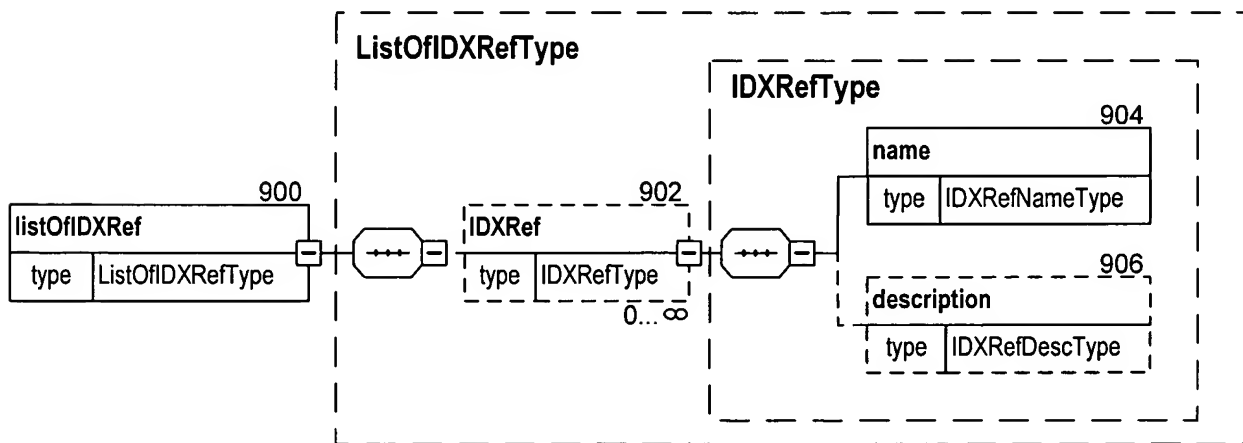 ListOfIDXRefType
IDXRefType
904
name
type IDXRefNameType
900
listOfIDXRef
type ListOfIDXRefType
902
IDXRef
type IDXRefType
0... ∞
906
description
type IDXRefDescType